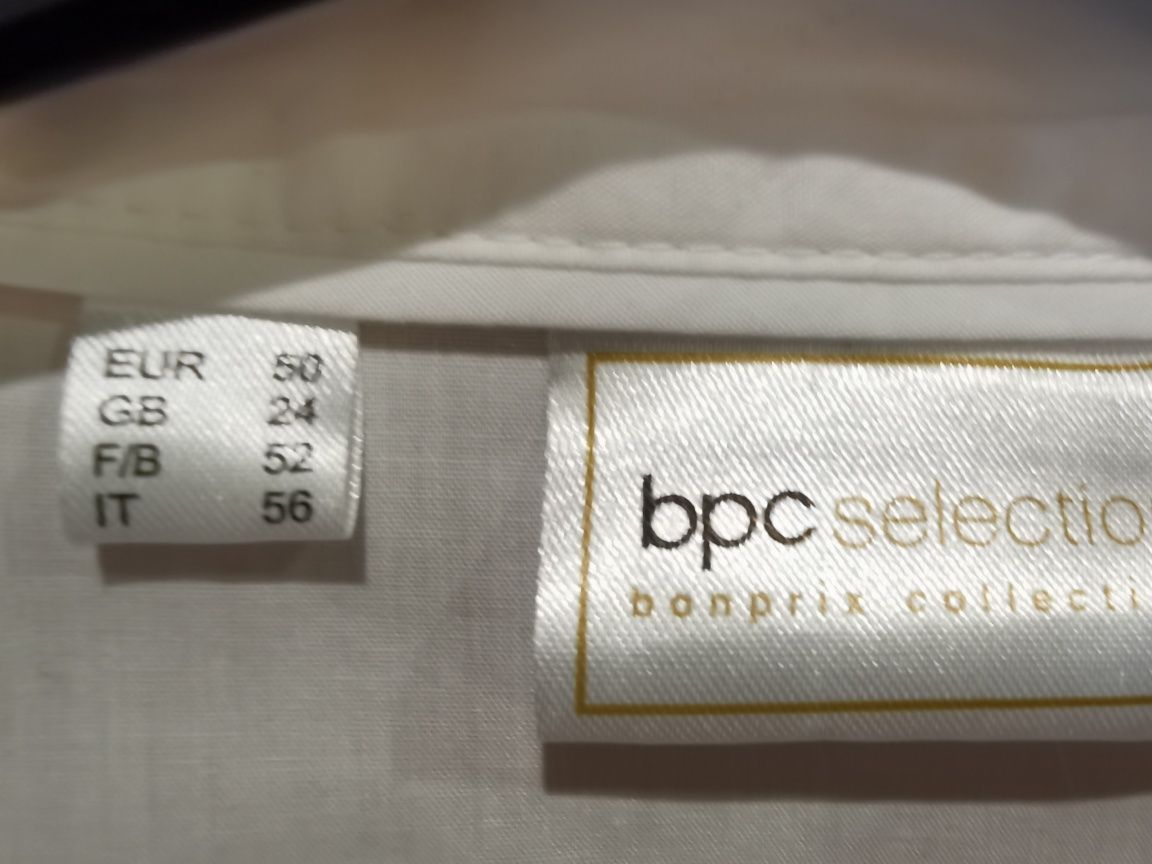 EUR 50
GB 24
F/B 52
IT 56
bpc selectio
bonprix collecti